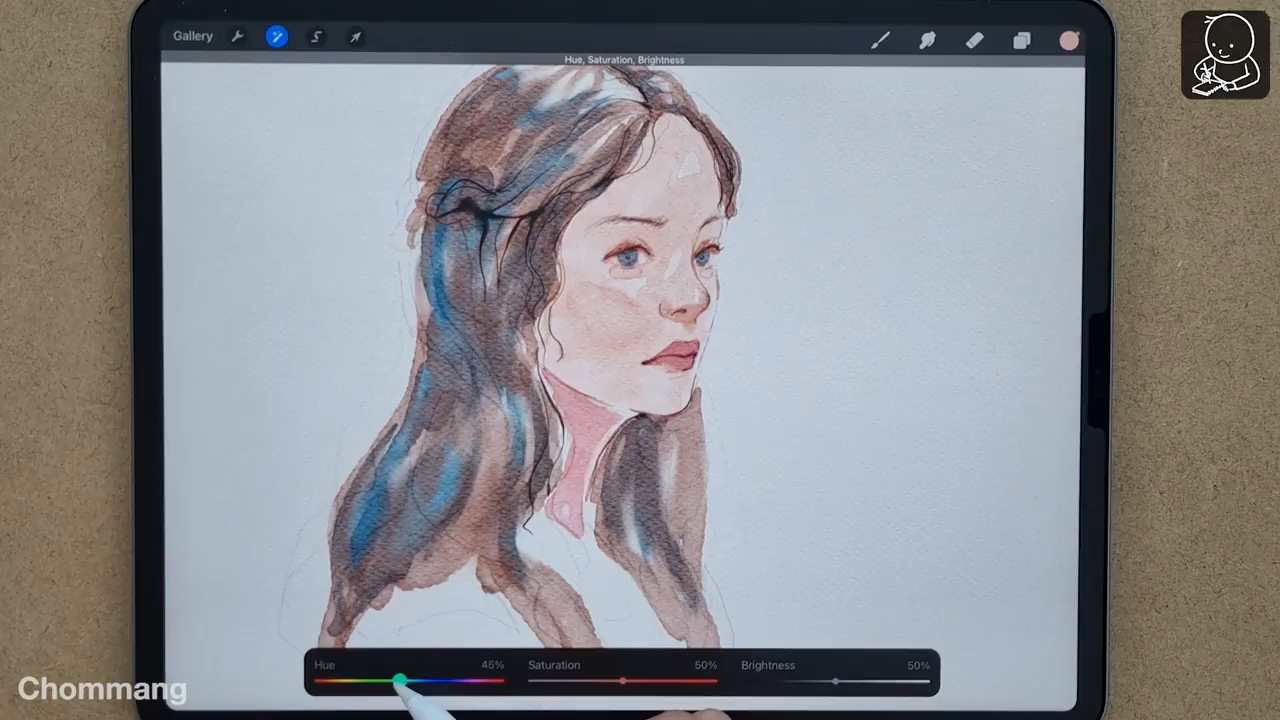 Gallery
Hue, Saturation, Brightness
Hue 45% Saturation 50% Brightness 50%
Chommang